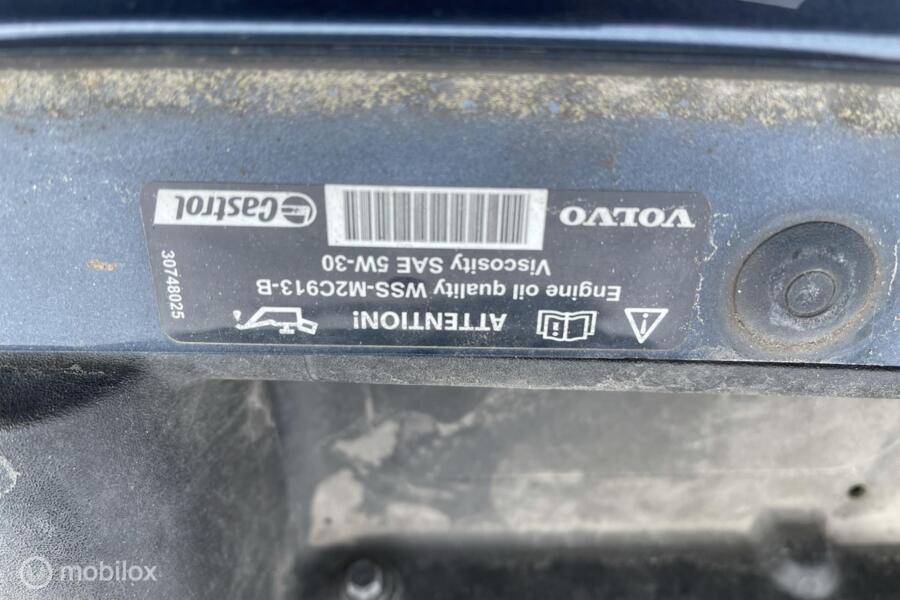 ATTENTION!
Engine oil quality WSS-M2C913-B
Viscosity SAE 5W-30
VOLVO
Castrol
30748025
mobilox